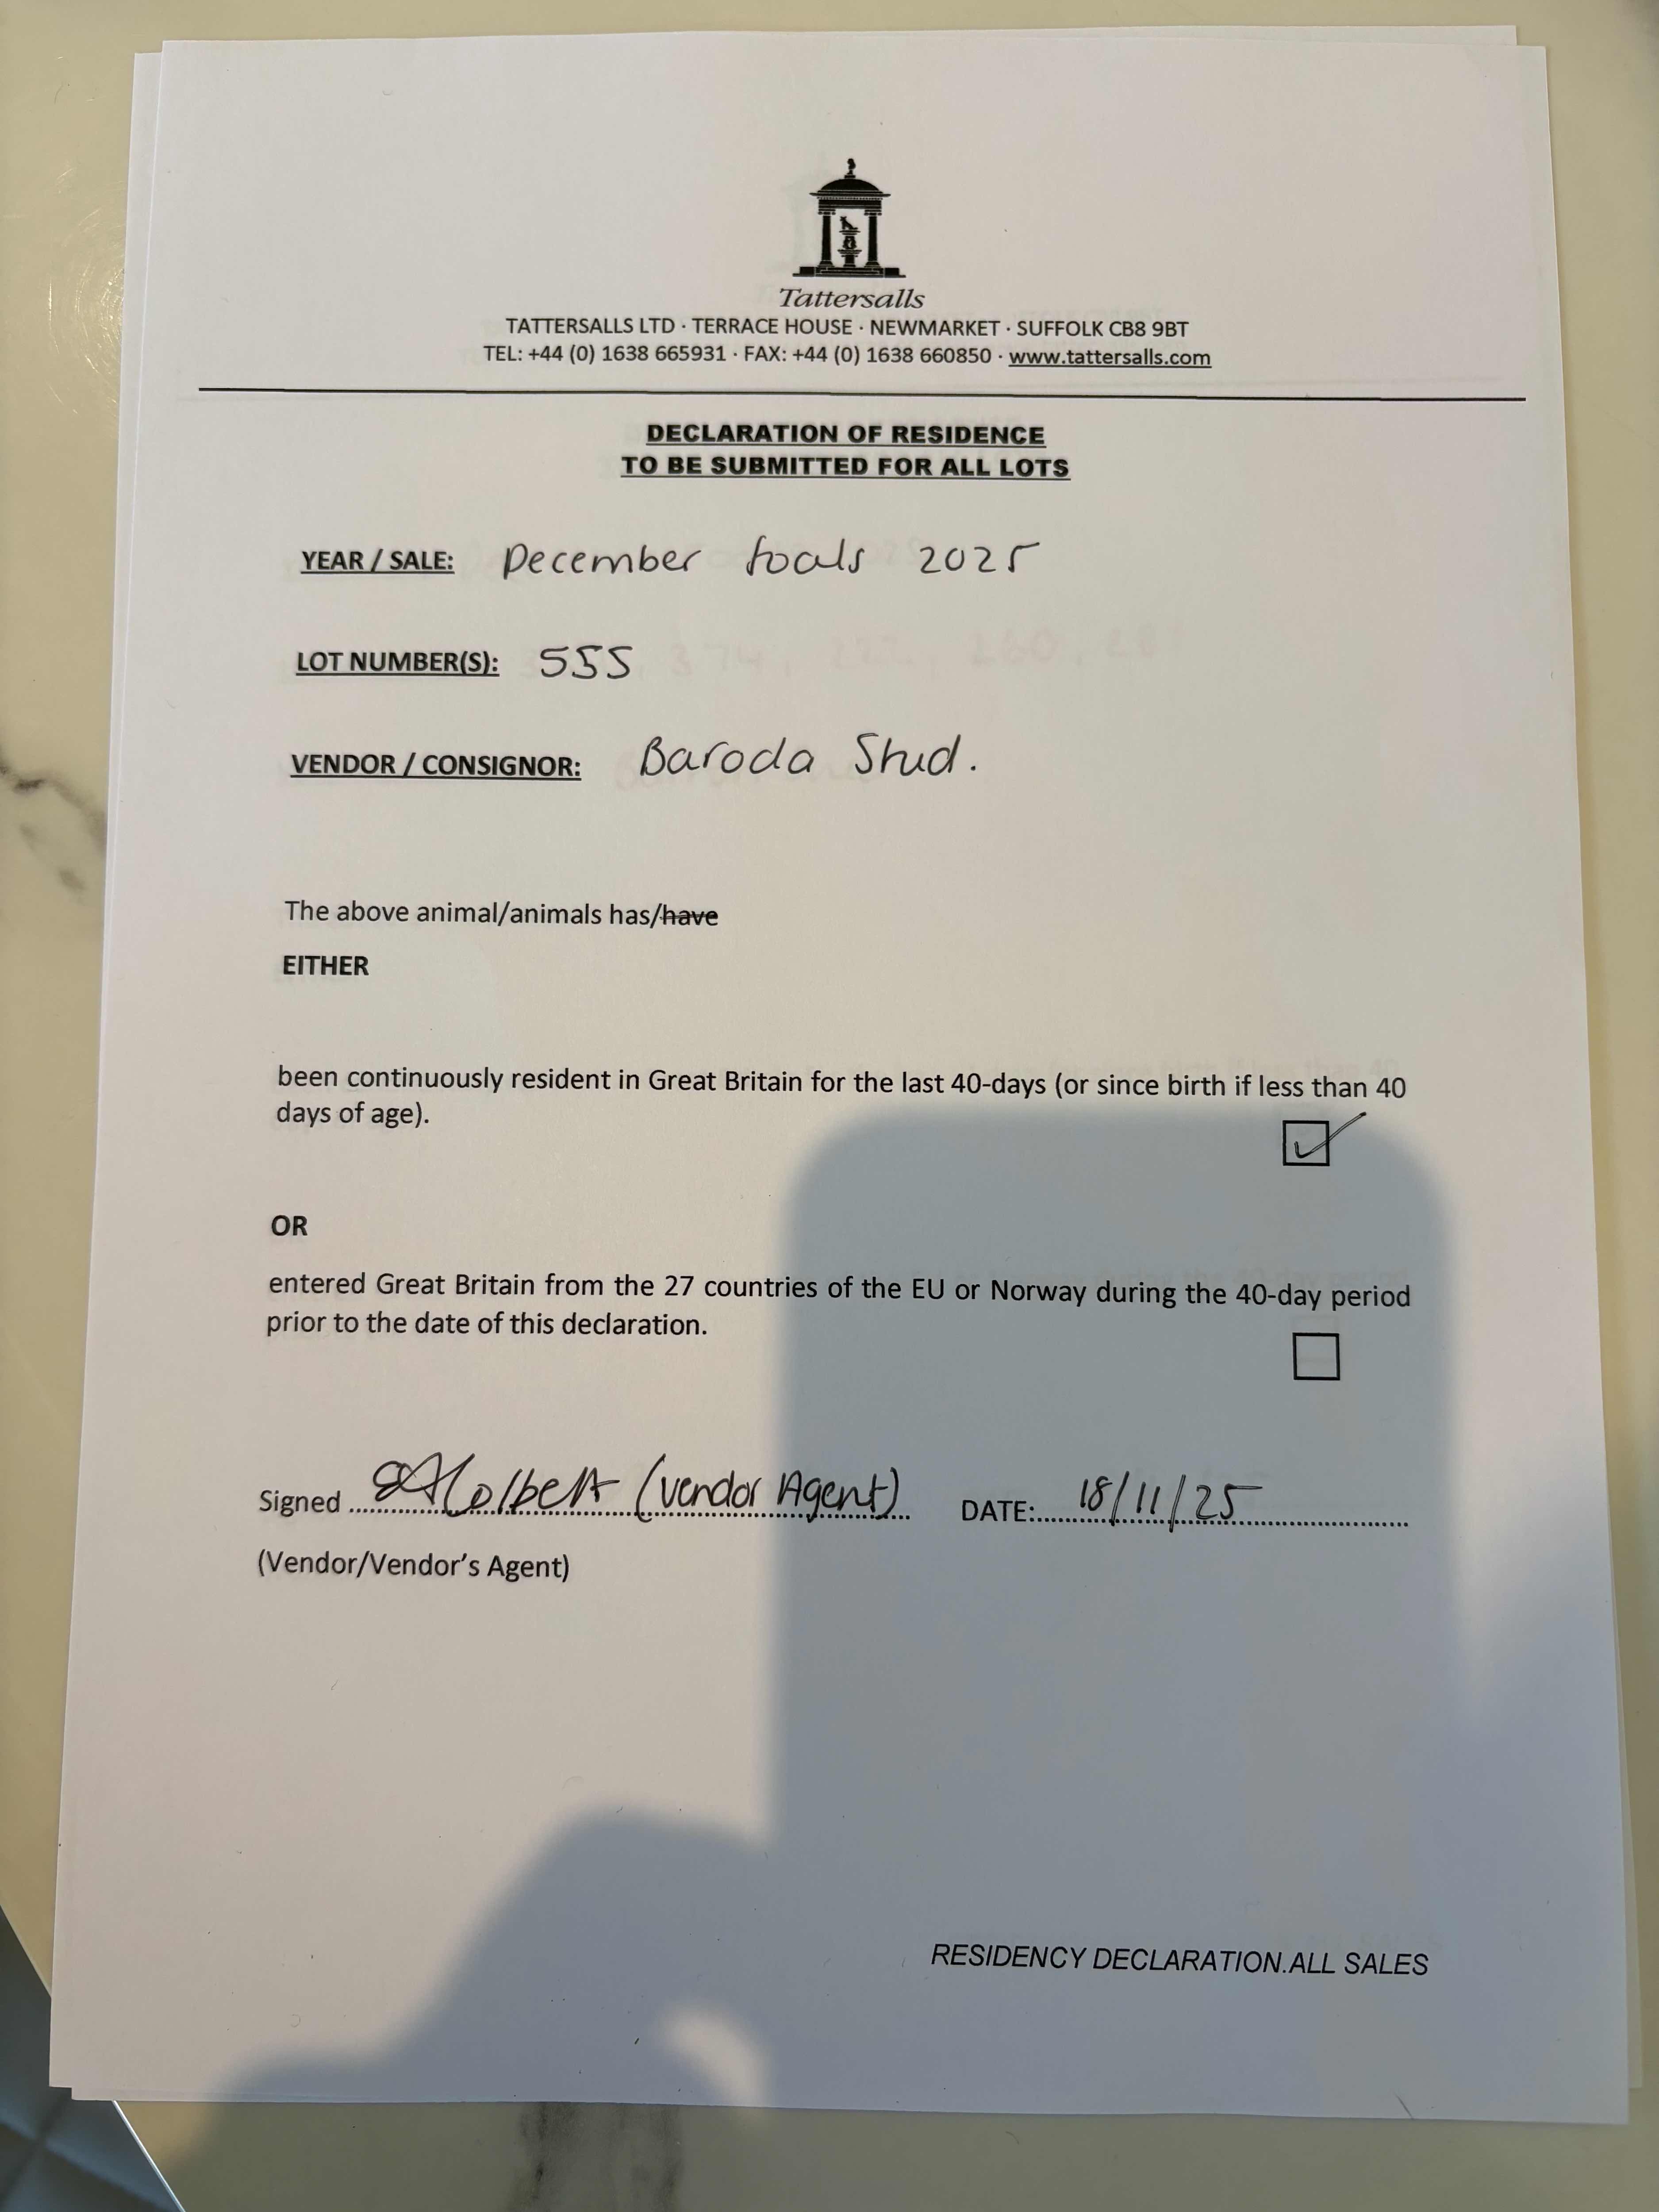 Tattersalls
TATTERSALLS LTD · TERRACE HOUSE · NEWMARKET · SUFFOLK CB8 9BT
TEL: +44 (0) 1638 665931 · FAX: +44 (0) 1638 660850 · www.tattersalls.com
DECLARATION OF RESIDENCE
TO BE SUBMITTED FOR ALL LOTS
YEAR / SALE: December foals 2025
LOT NUMBER(S): 555
VENDOR / CONSIGNOR: Baroda Stud.
The above animal/animals has/have
EITHER
been continuously resident in Great Britain for the last 40-days (or since birth if less than 40
days of age).
OR
entered Great Britain from the 27 countries of the EU or Norway during the 40-day period
prior to the date of this declaration.
Signed (vendor Agent) DATE: 18/11/25
(Vendor/Vendor's Agent)
RESIDENCY DECLARATION.ALL SALES